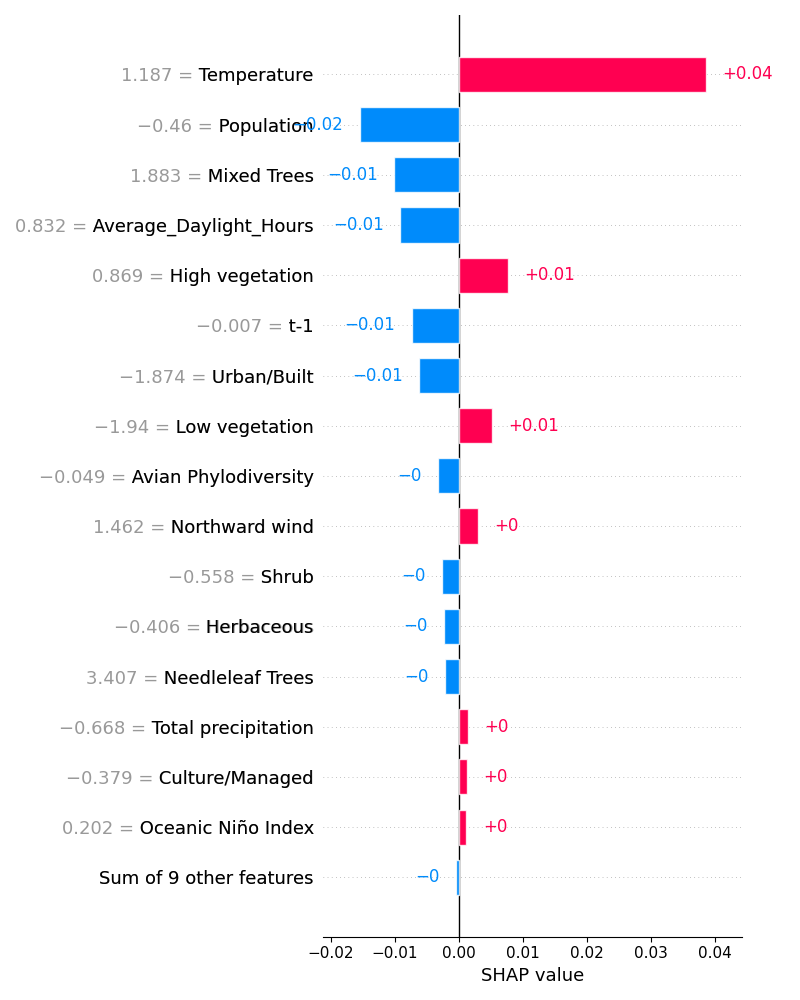 1.187 = Temperature +0.04
−0.46 = Population −0.02
1.883 = Mixed Trees −0.01
0.832 = Average_Daylight_Hours −0.01
0.869 = High vegetation +0.01
−0.007 = t-1 −0.01
−1.874 = Urban/Built −0.01
−1.94 = Low vegetation +0.01
−0.049 = Avian Phylodiversity −0
1.462 = Northward wind +0
−0.558 = Shrub −0
−0.406 = Herbaceous −0
3.407 = Needleleaf Trees −0
−0.668 = Total precipitation +0
−0.379 = Culture/Managed +0
0.202 = Oceanic Niño Index +0
Sum of 9 other features −0
−0.02 −0.01 0.00 0.01 0.02 0.03 0.04
SHAP value